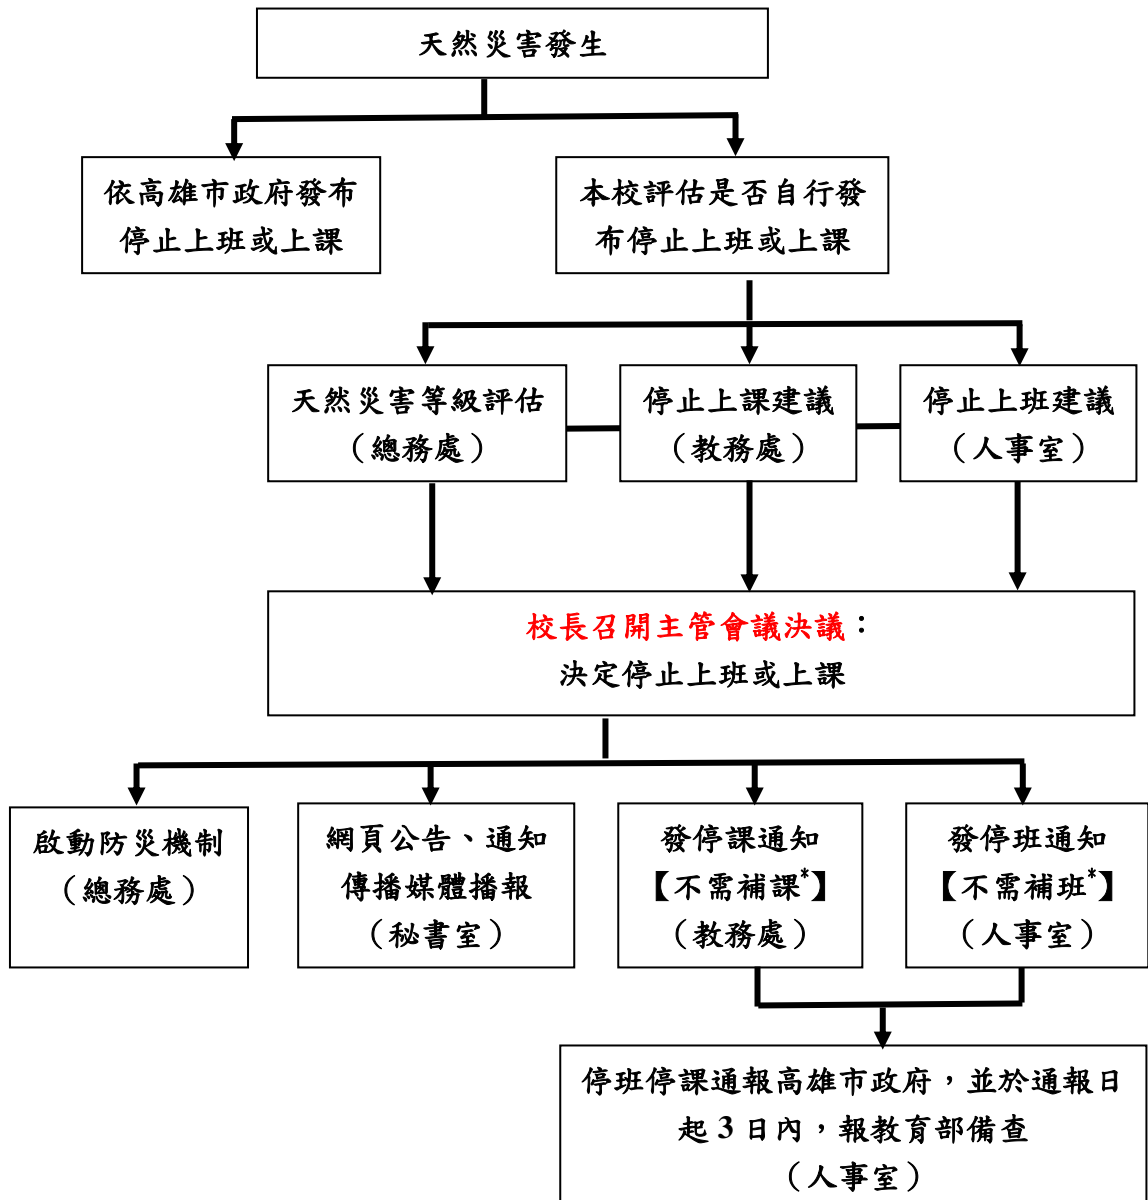 天然災害發生
依高雄市政府發布
停止上班或上課
本校評估是否自行發
布停止上班或上課
天然災害等級評估
（總務處）
停止上課建議
（教務處）
停止上班建議
（人事室）
校長召開主管會議決議：
決定停止上班或上課
啟動防災機制
（總務處）
網頁公告、通知
傳播媒體播報
（秘書室）
發停課通知
【不需補課*】
（教務處）
發停班通知
【不需補班*】
（人事室）
停班停課通報高雄市政府，並於通報日
起 3 日內，報教育部備查
（人事室）